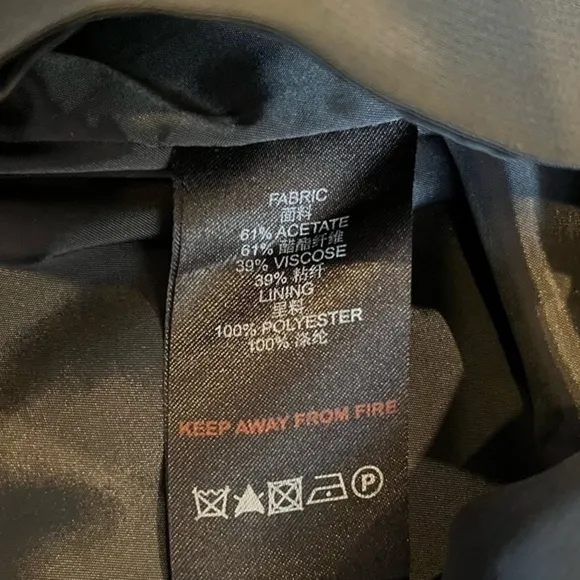 FABRIC
面料
61% ACETATE
61% 醋酯纤维
39% VISCOSE
39% 粘纤
LINING
里料
100% POLYESTER
100% 涤纶
KEEP AWAY FROM FIRE
P